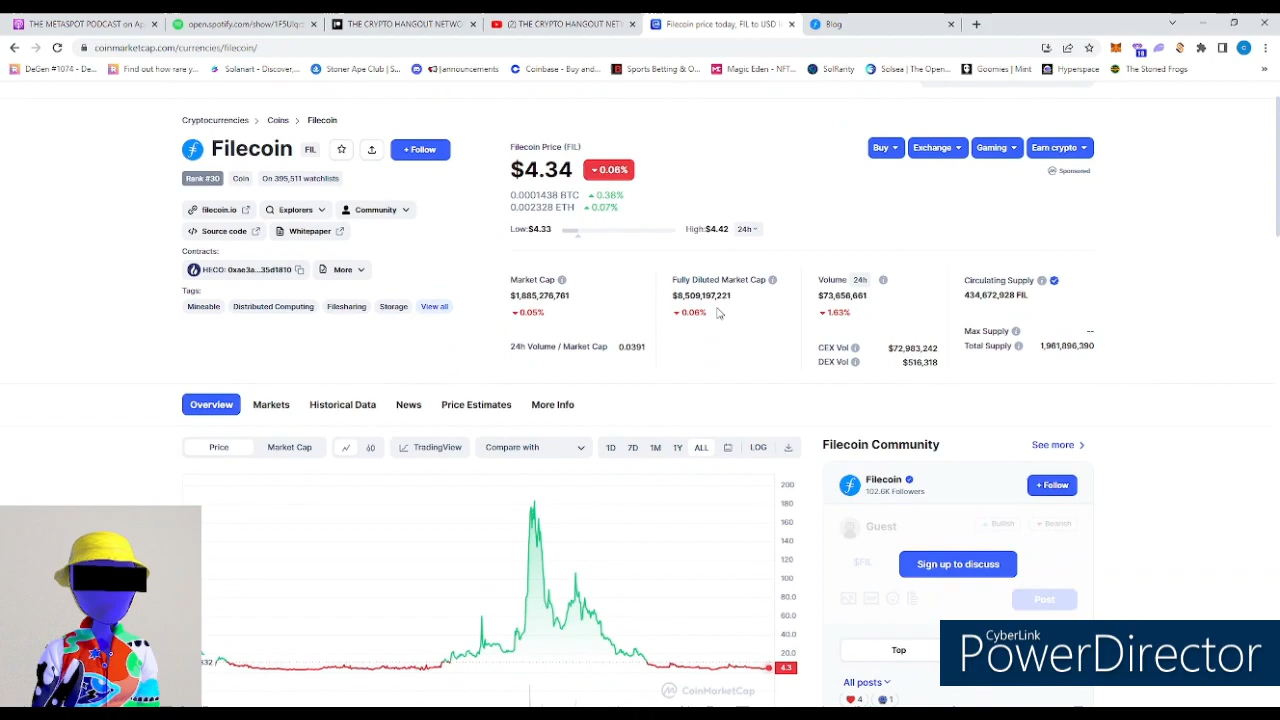 THE METASPOT PODCAST on Ap
open.spotify.com/show/1F5Ulqr
THE CRYPTO HANGOUT NETWO
(2) THE CRYPTO HANGOUT NET
Filecoin price today, FIL to USD l
Blog
coinmarketcap.com/currencies/filecoin/
DeGen #1074 - De...
Find out how rare y...
Solanart - Discover,...
Stoner Ape Club | S...
announcements
Coinbase - Buy and...
Sports Betting & O...
Magic Eden - NFT...
SolRarity
Solsea | The Open...
Goomies | Mint
Hyperspace
The Stoned Frogs
Cryptocurrencies > Coins > Filecoin
Filecoin FIL
+ Follow
Rank #30
Coin
On 395,511 watchlists
filecoin.io
Explorers
Community
Source code
Whitepaper
Contracts:
HECO: 0xae3a...35d1810
More
Tags:
Mineable
Distributed Computing
Filesharing
Storage
View all
Filecoin Price (FIL)
$4.34
0.06%
0.0001438 BTC 0.38%
0.002328 ETH 0.07%
Low:$4.33
High:$4.42
24h
Buy
Exchange
Gaming
Earn crypto
Sponsored
Market Cap
$1,885,276,761
0.05%
24h Volume / Market Cap 0.0391
Fully Diluted Market Cap
$8,509,197,221
0.06%
Volume 24h
$73,656,661
1.63%
CEX Vol $72,983,242
DEX Vol $516,318
Circulating Supply
434,672,928 FIL
Max Supply --
Total Supply 1,961,896,390
Overview
Markets
Historical Data
News
Price Estimates
More Info
Price
Market Cap
TradingView
Compare with
1D
7D
1M
1Y
ALL
LOG
200
180
160
140
120
100
80.0
60.0
40.0
20.0
4.3
CoinMarketCap
Filecoin Community
See more >
Filecoin
102.6K Followers
+ Follow
Guest
Bullish
Bearish
$FIL
Sign up to discuss
Post
Top
All posts
4
1
CyberLink
PowerDirector